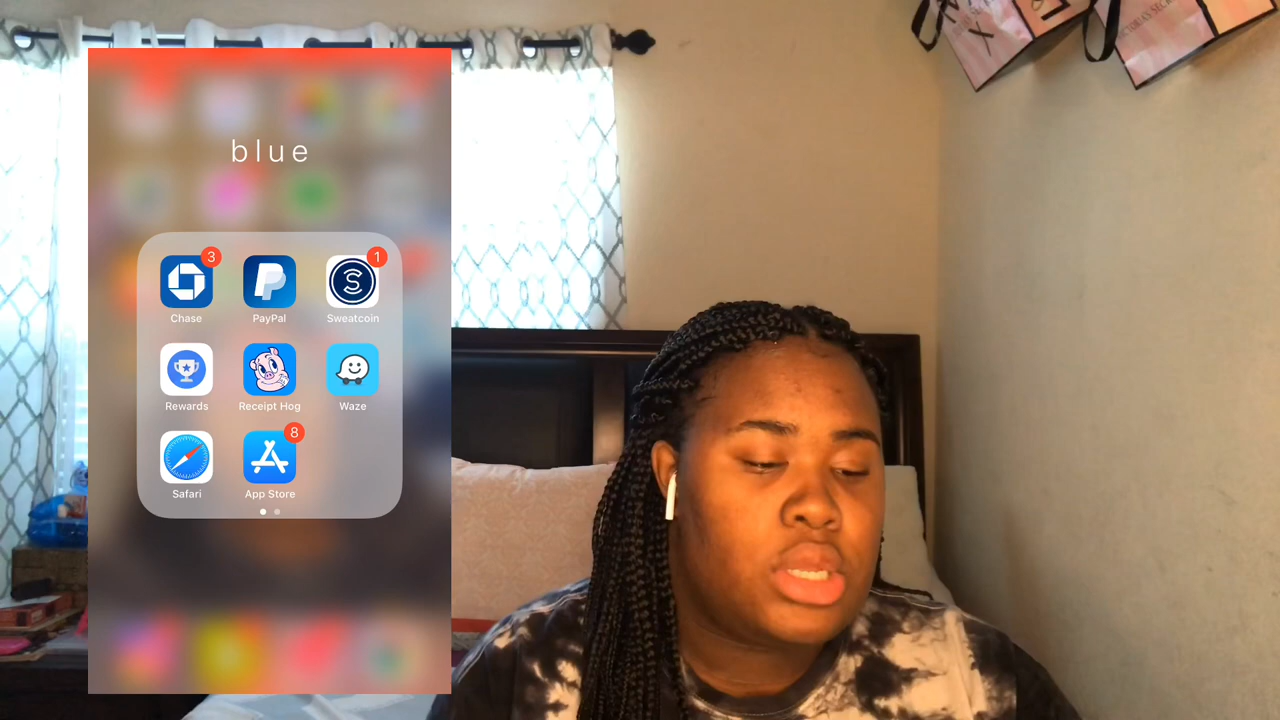 blue
3
1
Chase
PayPal
Sweatcoin
Rewards
Receipt Hog
Waze
8
Safari
App Store